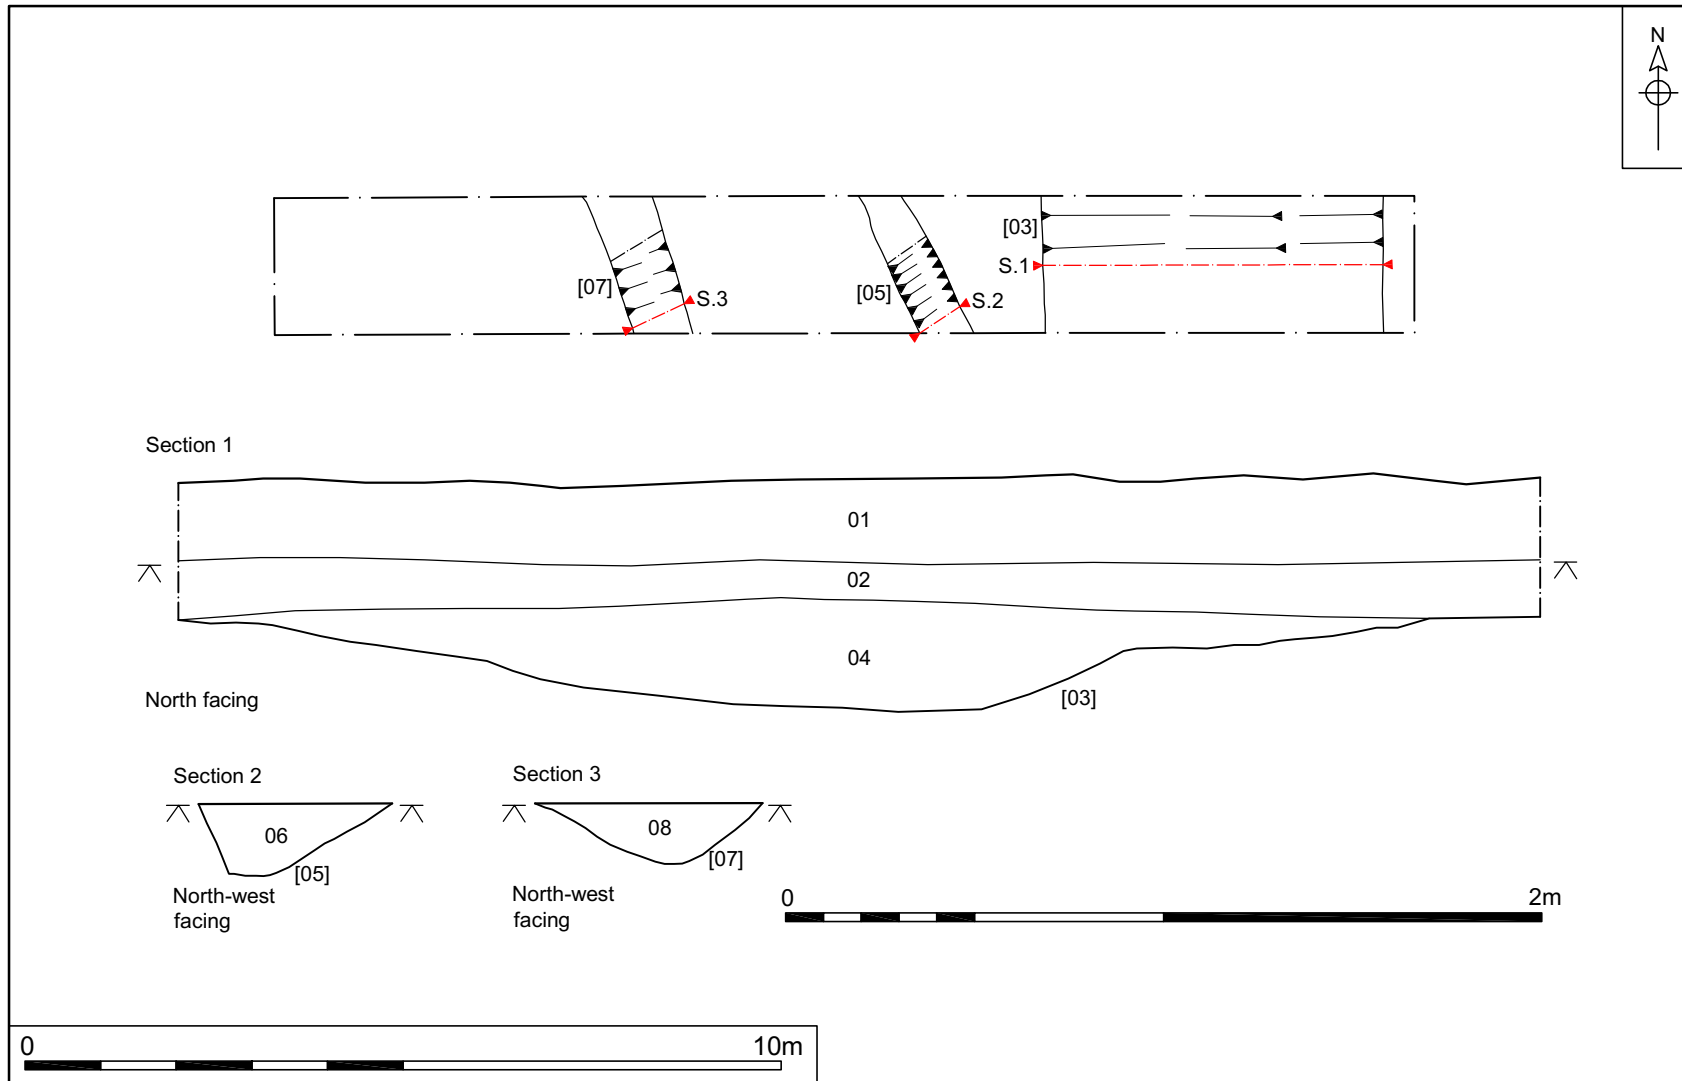 N
[03]
S.1
[07]
[05]
S.3
S.2
Section 1
01
02
04
North facing
[03]
Section 2
Section 3
06
08
[05]
[07]
North-west
facing
North-west
facing
0 2m
0 10m